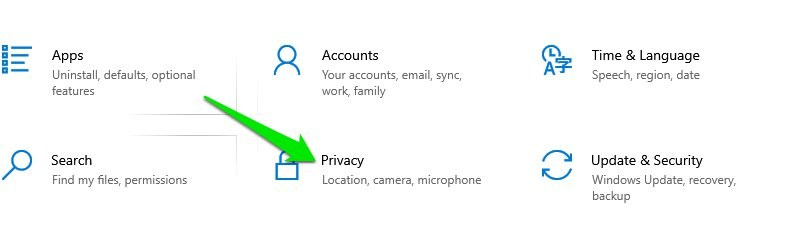 Apps
Uninstall, defaults, optional
features
Accounts
Your accounts, email, sync,
work, family
Time & Language
Speech, region, date
Search
Find my files, permissions
Privacy
Location, camera, microphone
Update & Security
Windows Update, recovery,
backup